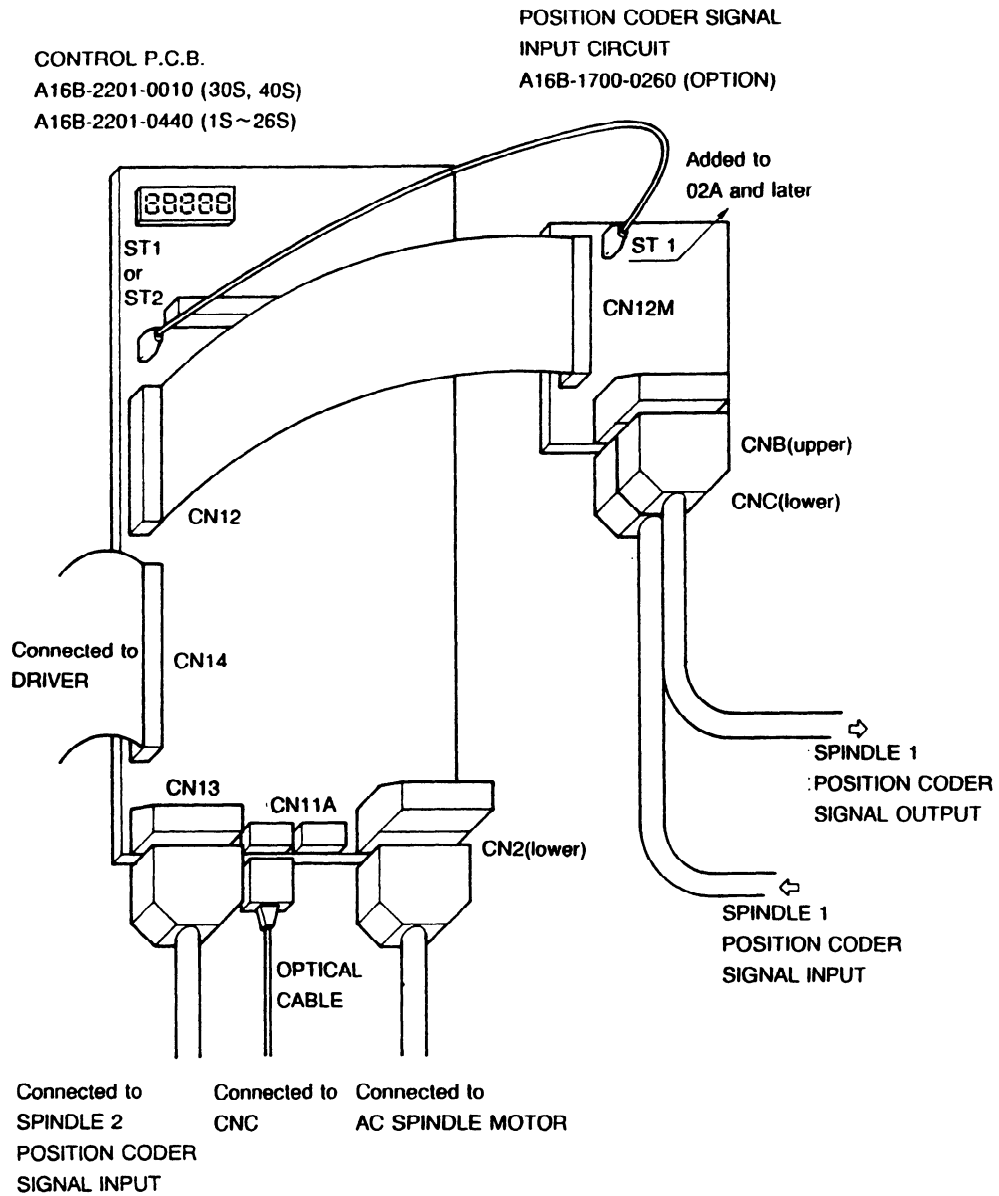 POSITION CODER SIGNAL
INPUT CIRCUIT
A16B-1700-0260 (OPTION)
CONTROL P.C.B.
A16B-2201-0010 (30S, 40S)
A16B-2201-0440 (1S~26S)
Added to
02A and later
88888
ST1
or
ST2
ST 1
CN12M
CNB(upper)
CNC(lower)
CN12
Connected to
DRIVER
CN14
SPINDLE 1
POSITION CODER
SIGNAL OUTPUT
CN13
CN11A
CN2(lower)
SPINDLE 1
POSITION CODER
SIGNAL INPUT
OPTICAL
CABLE
Connected to
SPINDLE 2
POSITION CODER
SIGNAL INPUT
Connected to
CNC
Connected to
AC SPINDLE MOTOR